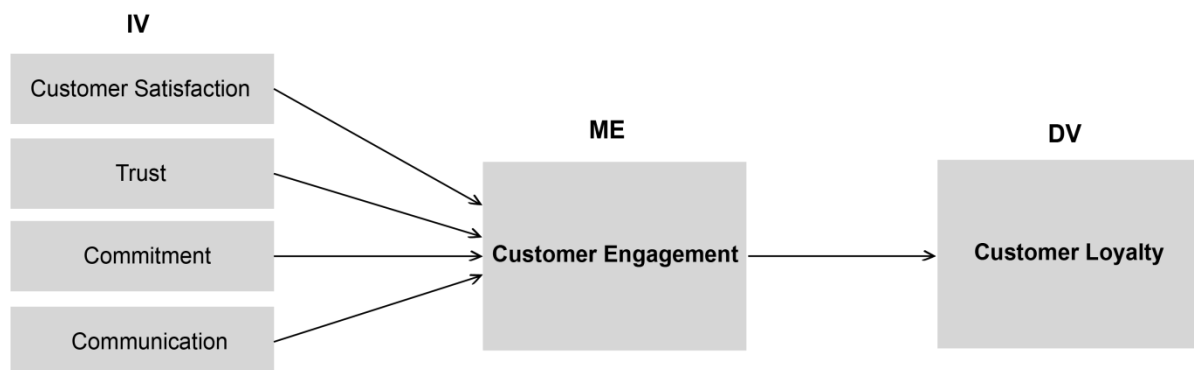 IV
Customer Satisfaction
Trust
Commitment
Communication
ME
Customer Engagement
DV
Customer Loyalty